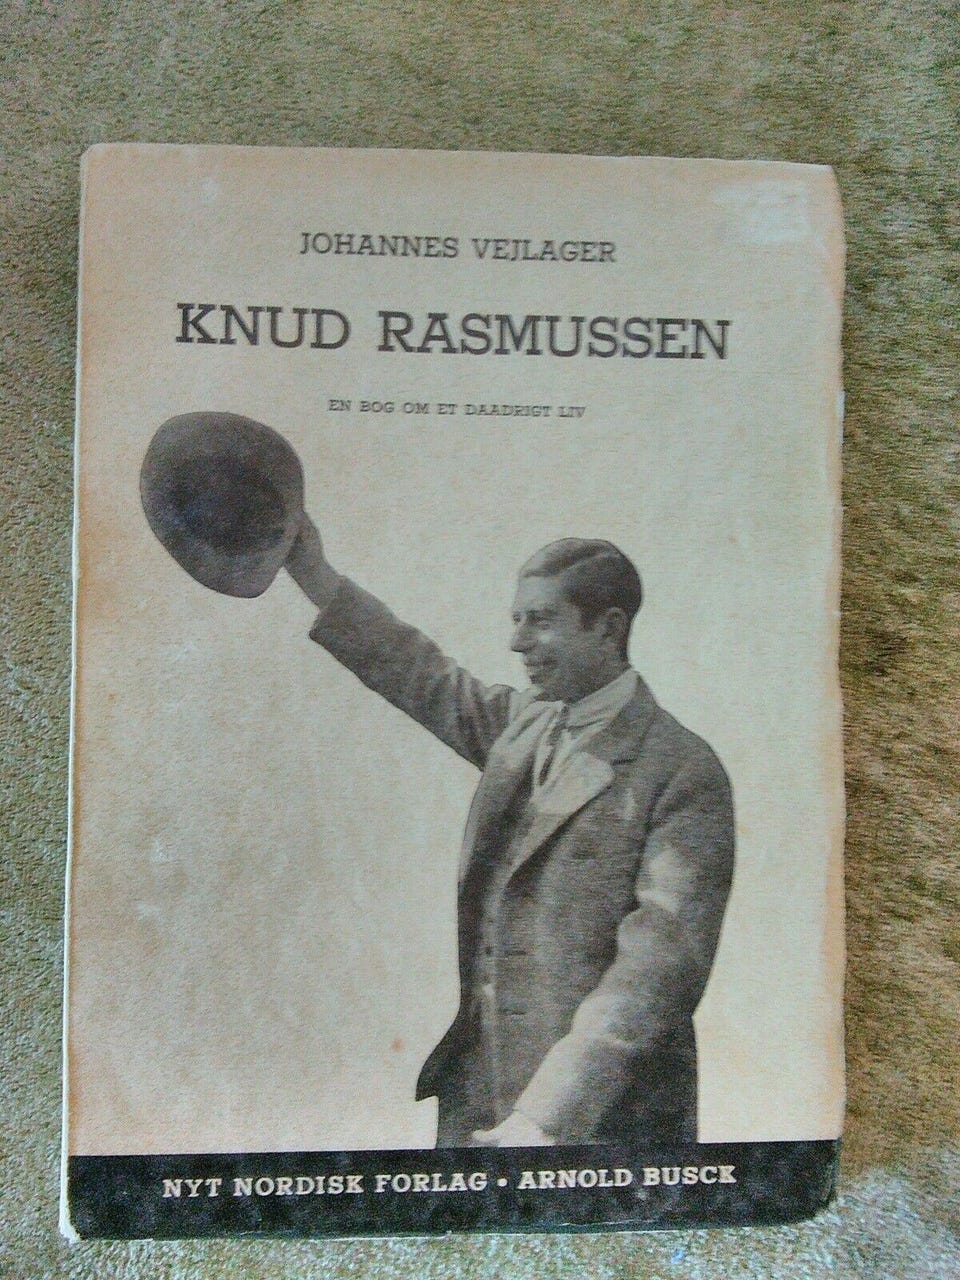 JOHANNES VEJLAGER
KNUD RASMUSSEN
EN BOG OM ET DAADRIGT LIV
NYT NORDISK FORLAG • ARNOLD BUSCK